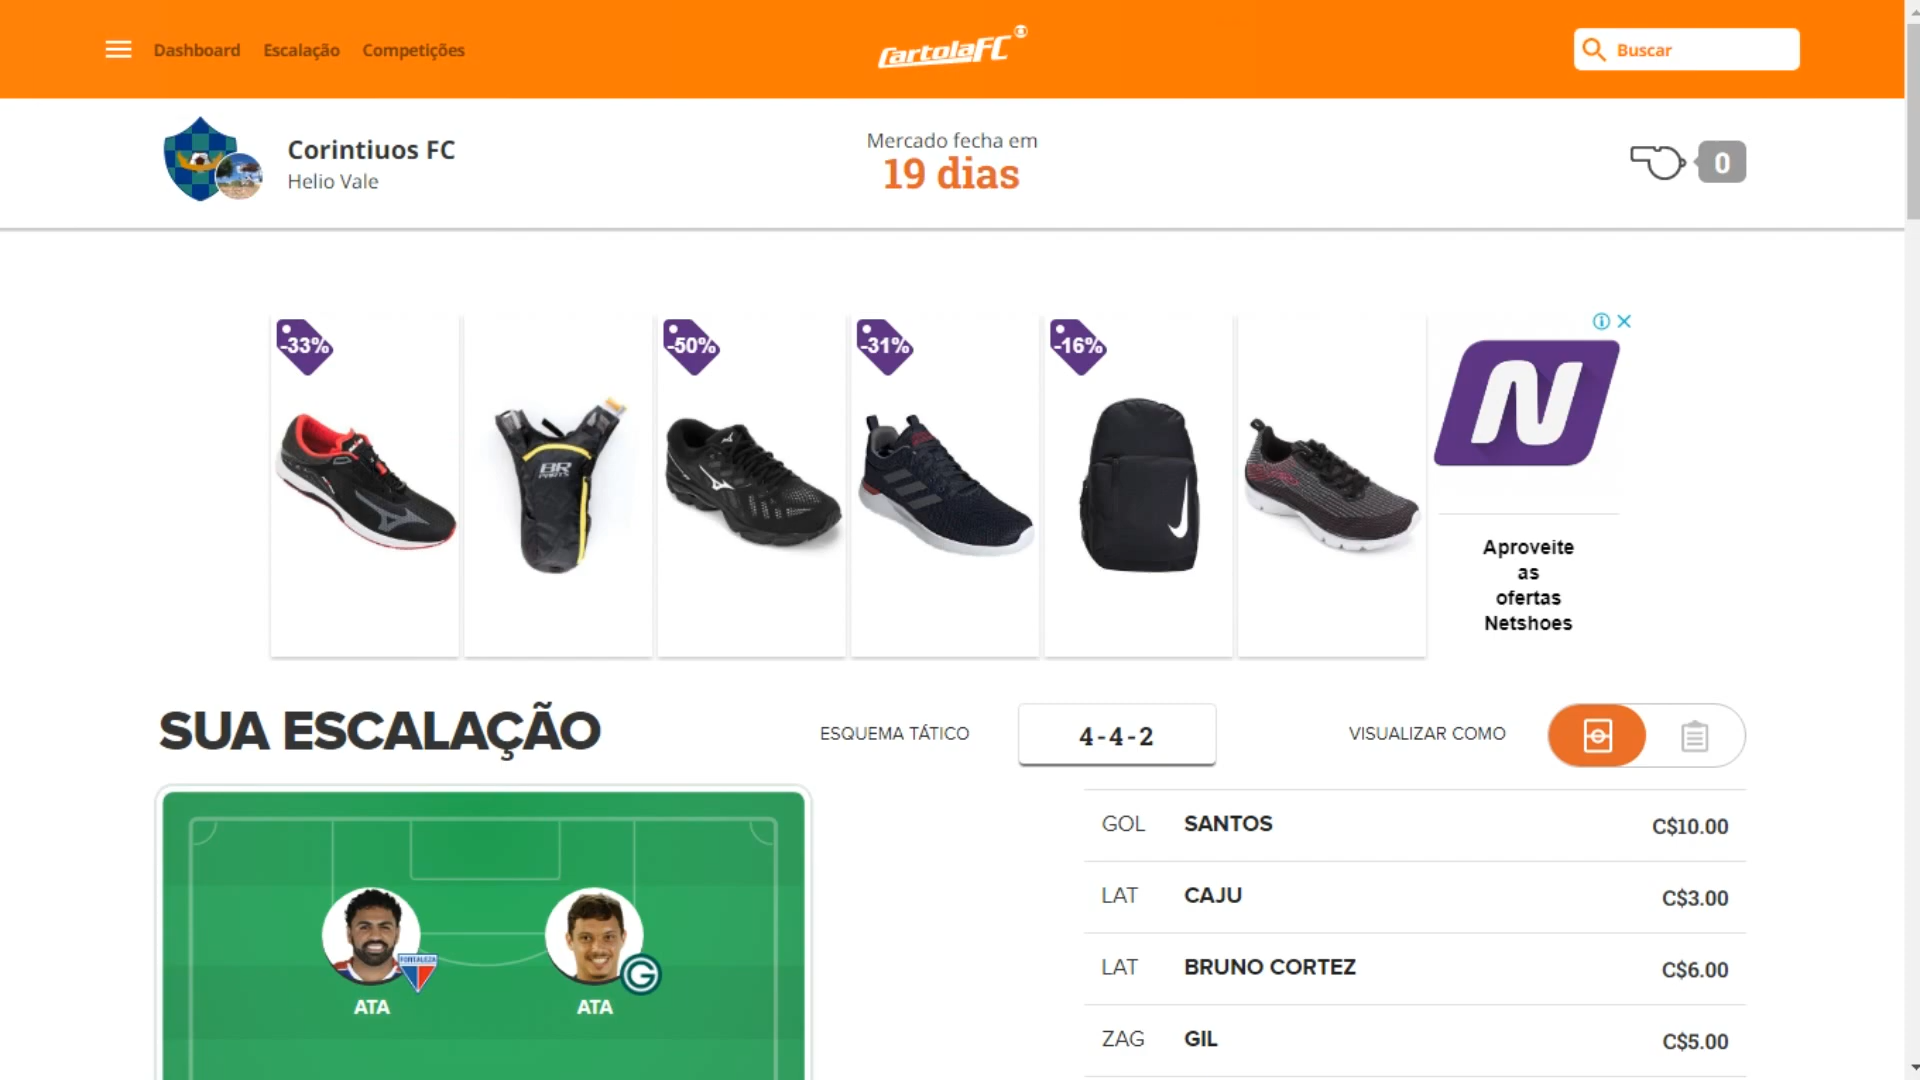 Dashboard Escalação Competições
CartolaFC
Buscar
Corintiuos FC
Helio Vale
Mercado fecha em
19 dias
0
-33%
-50%
-31%
-16%
BR
N
Aproveite
as
ofertas
Netshoes
SUA ESCALAÇÃO
ESQUEMA TÁTICO
4-4-2
VISUALIZAR COMO
FORTALEZA
G
ATA
ATA
GOL SANTOS C$10.00
LAT CAJU C$3.00
LAT BRUNO CORTEZ C$6.00
ZAG GIL C$5.00